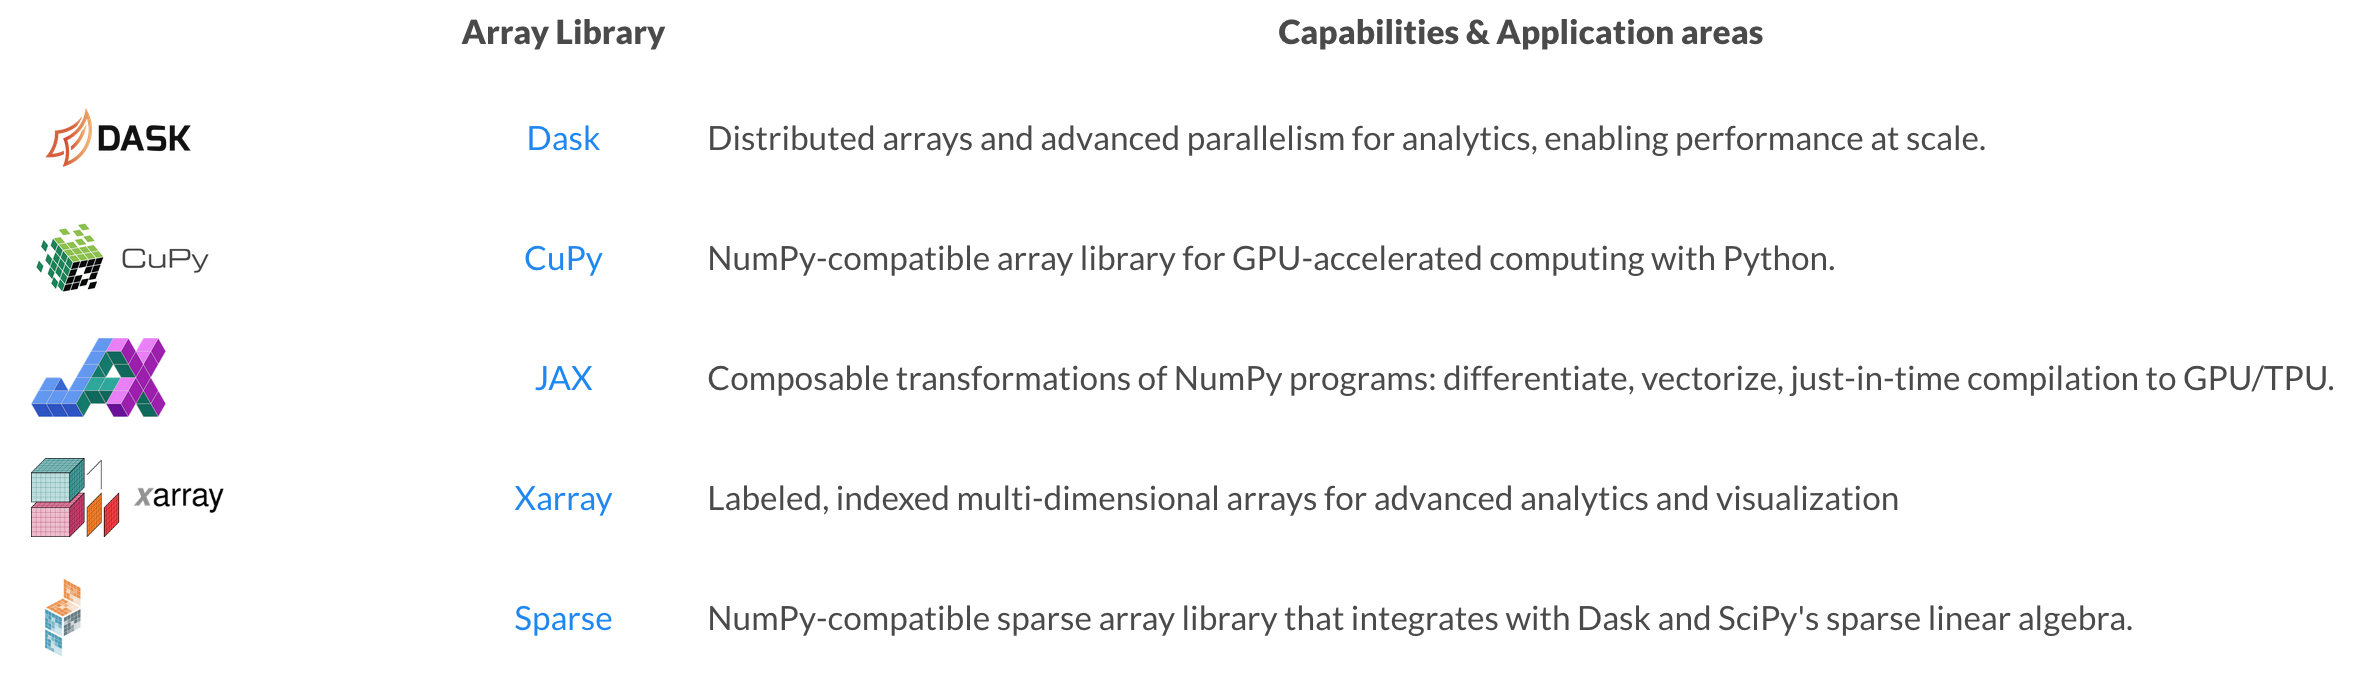 Array Library Capabilities & Application areas
DASK Dask Distributed arrays and advanced parallelism for analytics, enabling performance at scale.
CuPy CuPy NumPy-compatible array library for GPU-accelerated computing with Python.
JAX JAX Composable transformations of NumPy programs: differentiate, vectorize, just-in-time compilation to GPU/TPU.
xarray Xarray Labeled, indexed multi-dimensional arrays for advanced analytics and visualization
Sparse NumPy-compatible sparse array library that integrates with Dask and SciPy's sparse linear algebra.